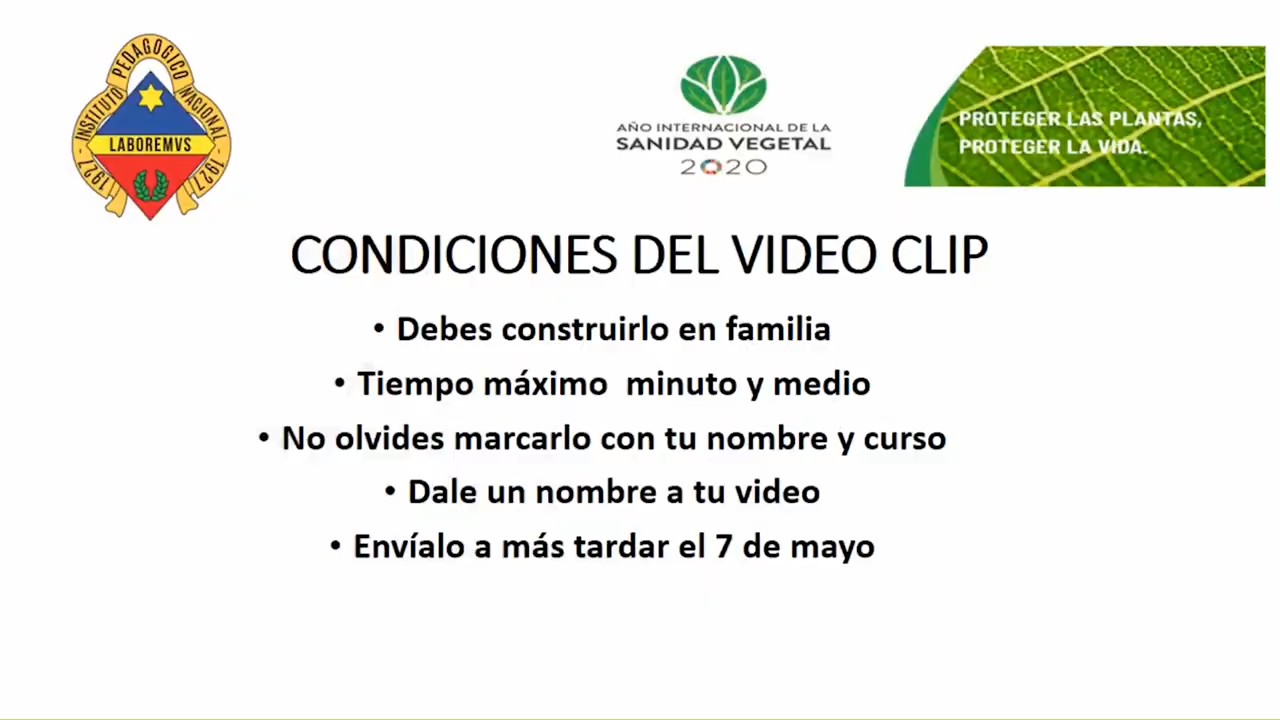 INSTITUTO PEDAGOGICO NACIONAL
LABOREMVS
1927 - 1927
AÑO INTERNACIONAL DE LA
SANIDAD VEGETAL
2020
PROTEGER LAS PLANTAS,
PROTEGER LA VIDA.
CONDICIONES DEL VIDEO CLIP
• Debes construirlo en familia
• Tiempo máximo  minuto y medio
• No olvides marcarlo con tu nombre y curso
• Dale un nombre a tu video
• Envíalo a más tardar el 7 de mayo